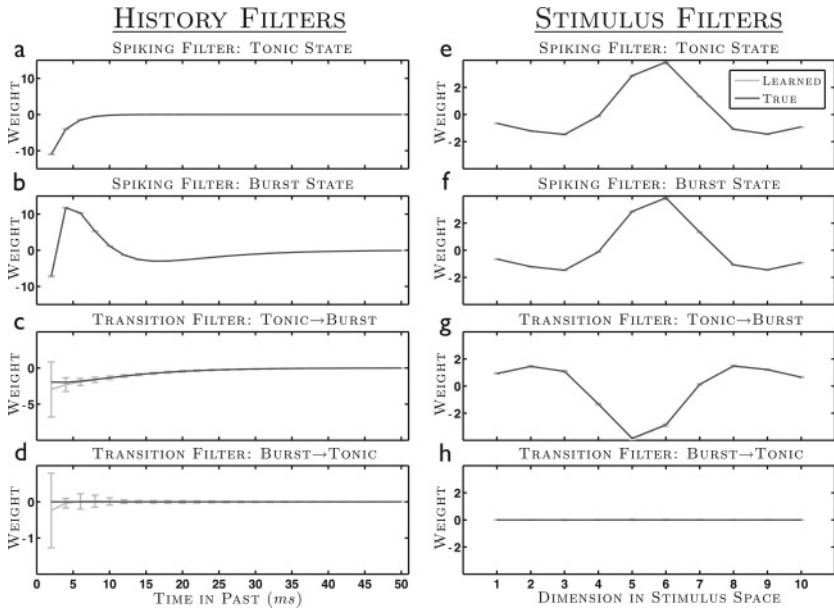 HISTORY FILTERS
a
SPIKING FILTER: TONIC STATE
WEIGHT
10
0
-10
b
SPIKING FILTER: BURST STATE
WEIGHT
10
0
-10
c
TRANSITION FILTER: TONIC→BURST
WEIGHT
0
-5
d
TRANSITION FILTER: BURST→TONIC
WEIGHT
0
-1
0 5 10 15 20 25 30 35 40 45 50
TIME IN PAST (ms)
STIMULUS FILTERS
e
SPIKING FILTER: TONIC STATE
WEIGHT
2
0
-2
LEARNED
TRUE
f
SPIKING FILTER: BURST STATE
WEIGHT
2
0
-2
g
TRANSITION FILTER: TONIC→BURST
WEIGHT
2
0
-2
h
TRANSITION FILTER: BURST→TONIC
WEIGHT
2
0
-2
1 2 3 4 5 6 7 8 9 10
DIMENSION IN STIMULUS SPACE